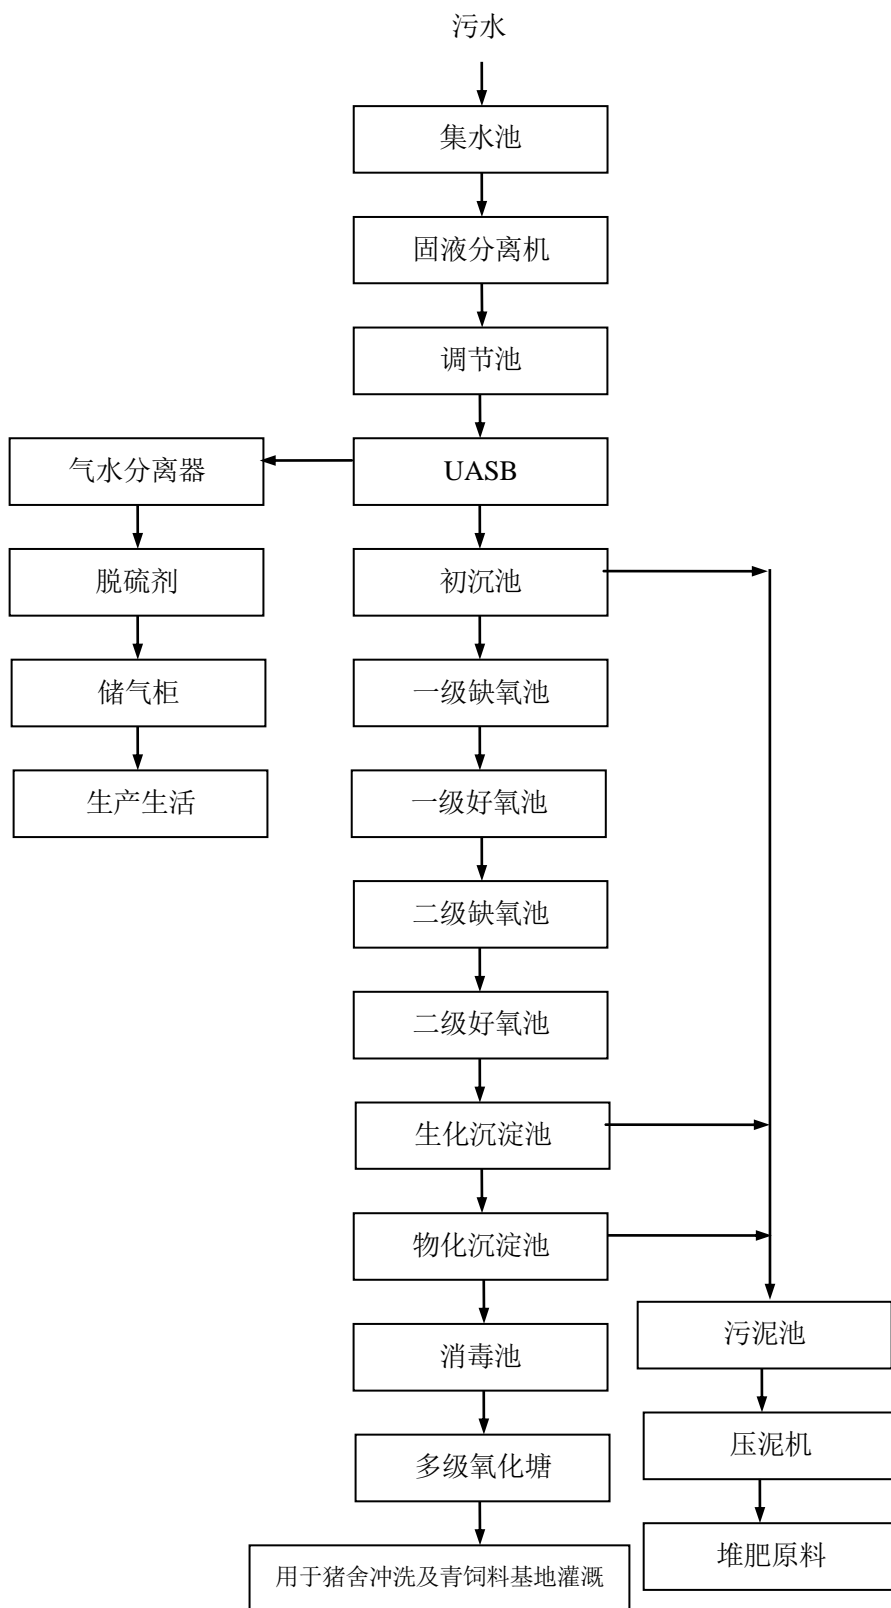 污水
集水池
固液分离机
调节池
气水分离器
UASB
脱硫剂
初沉池
储气柜
一级缺氧池
生产生活
一级好氧池
二级缺氧池
二级好氧池
生化沉淀池
物化沉淀池
污泥池
消毒池
压泥机
多级氧化塘
堆肥原料
用于猪舍冲洗及青饲料基地灌溉